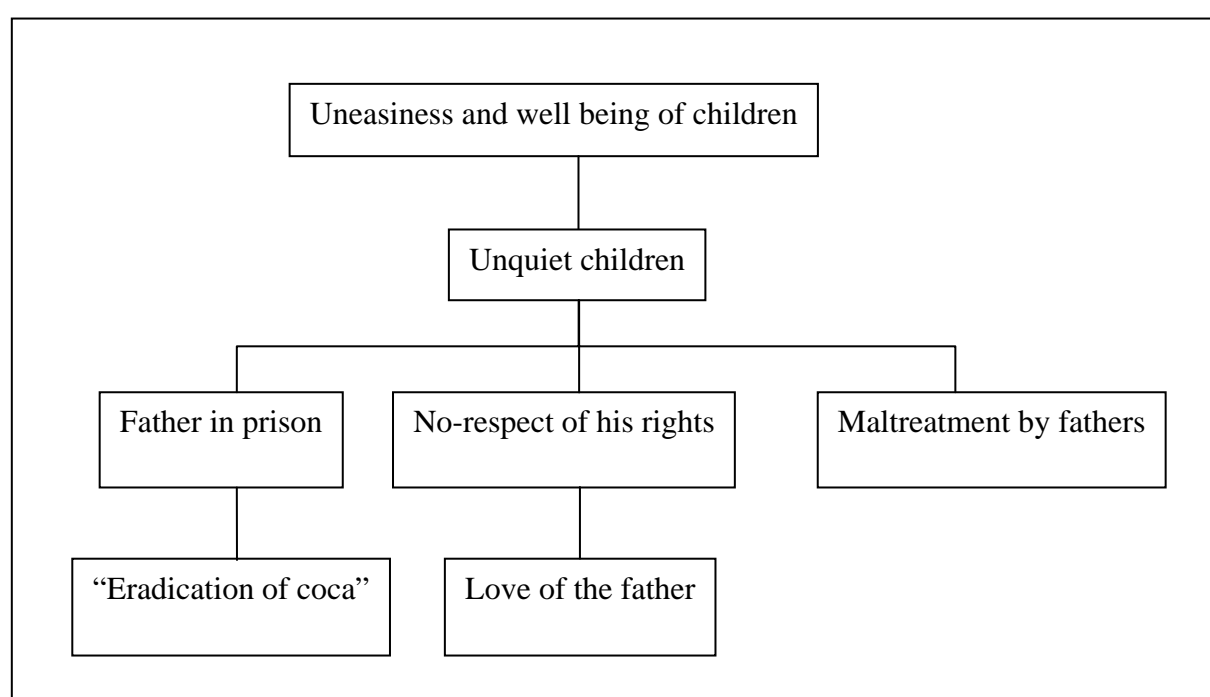 Uneasiness and well being of children
Unquiet children
Father in prison
No-respect of his rights
Maltreatment by fathers
“Eradication of coca”
Love of the father